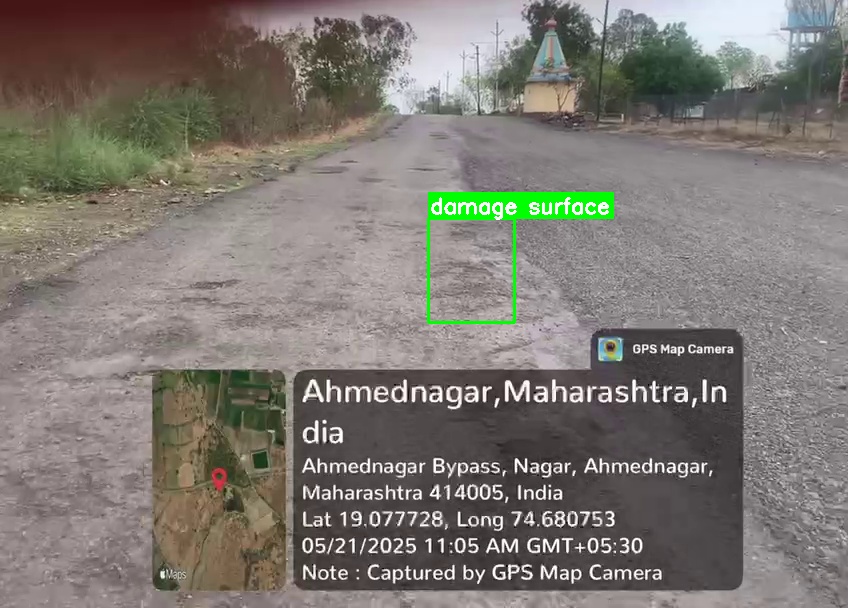 damage surface
GPS Map Camera
Ahmednagar,Maharashtra,In
dia
Ahmednagar Bypass, Nagar, Ahmednagar,
Maharashtra 414005, India
Lat 19.077728, Long 74.680753
05/21/2025 11:05 AM GMT+05:30
Note : Captured by GPS Map Camera
Maps